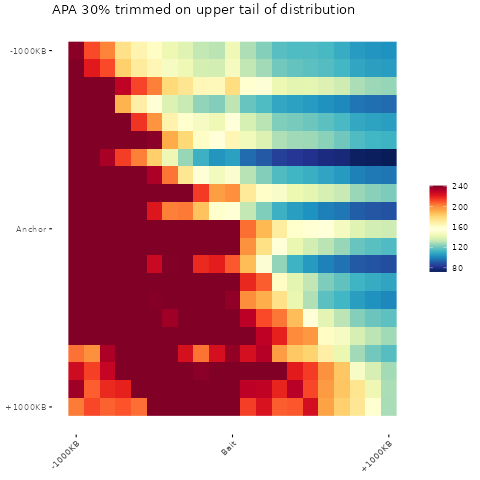 APA 30% trimmed on upper tail of distribution
-1000KB
Anchor
+1000KB
-1000KB
Bait
+1000KB
240
200
160
120
80